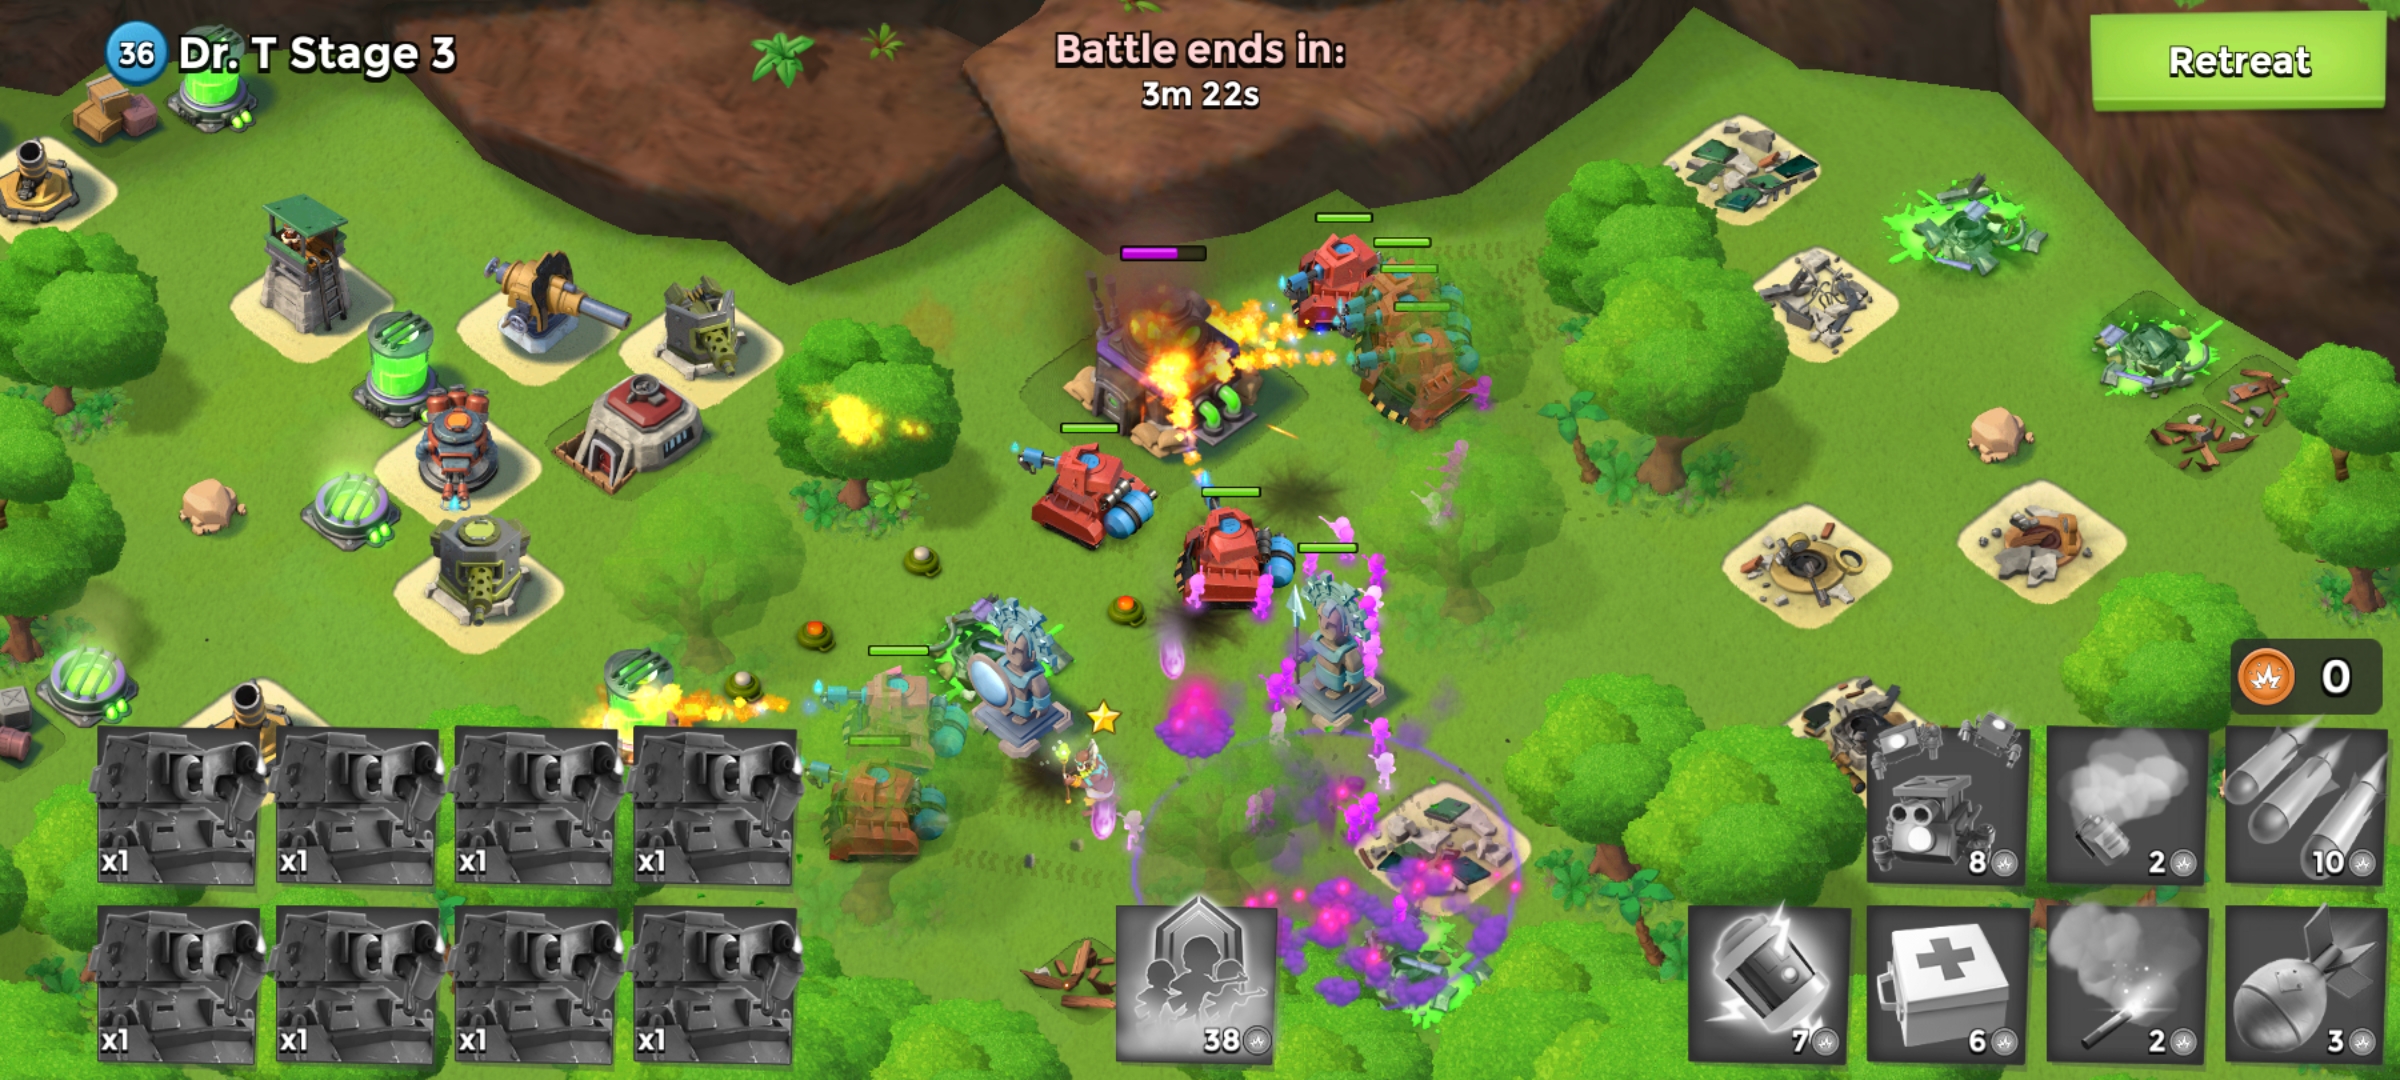 36 Dr. T Stage 3
Battle ends in:
3m 22s
Retreat
0
x1 x1 x1 x1
8 2 10
x1 x1 x1 x1
38
7 6 2 3